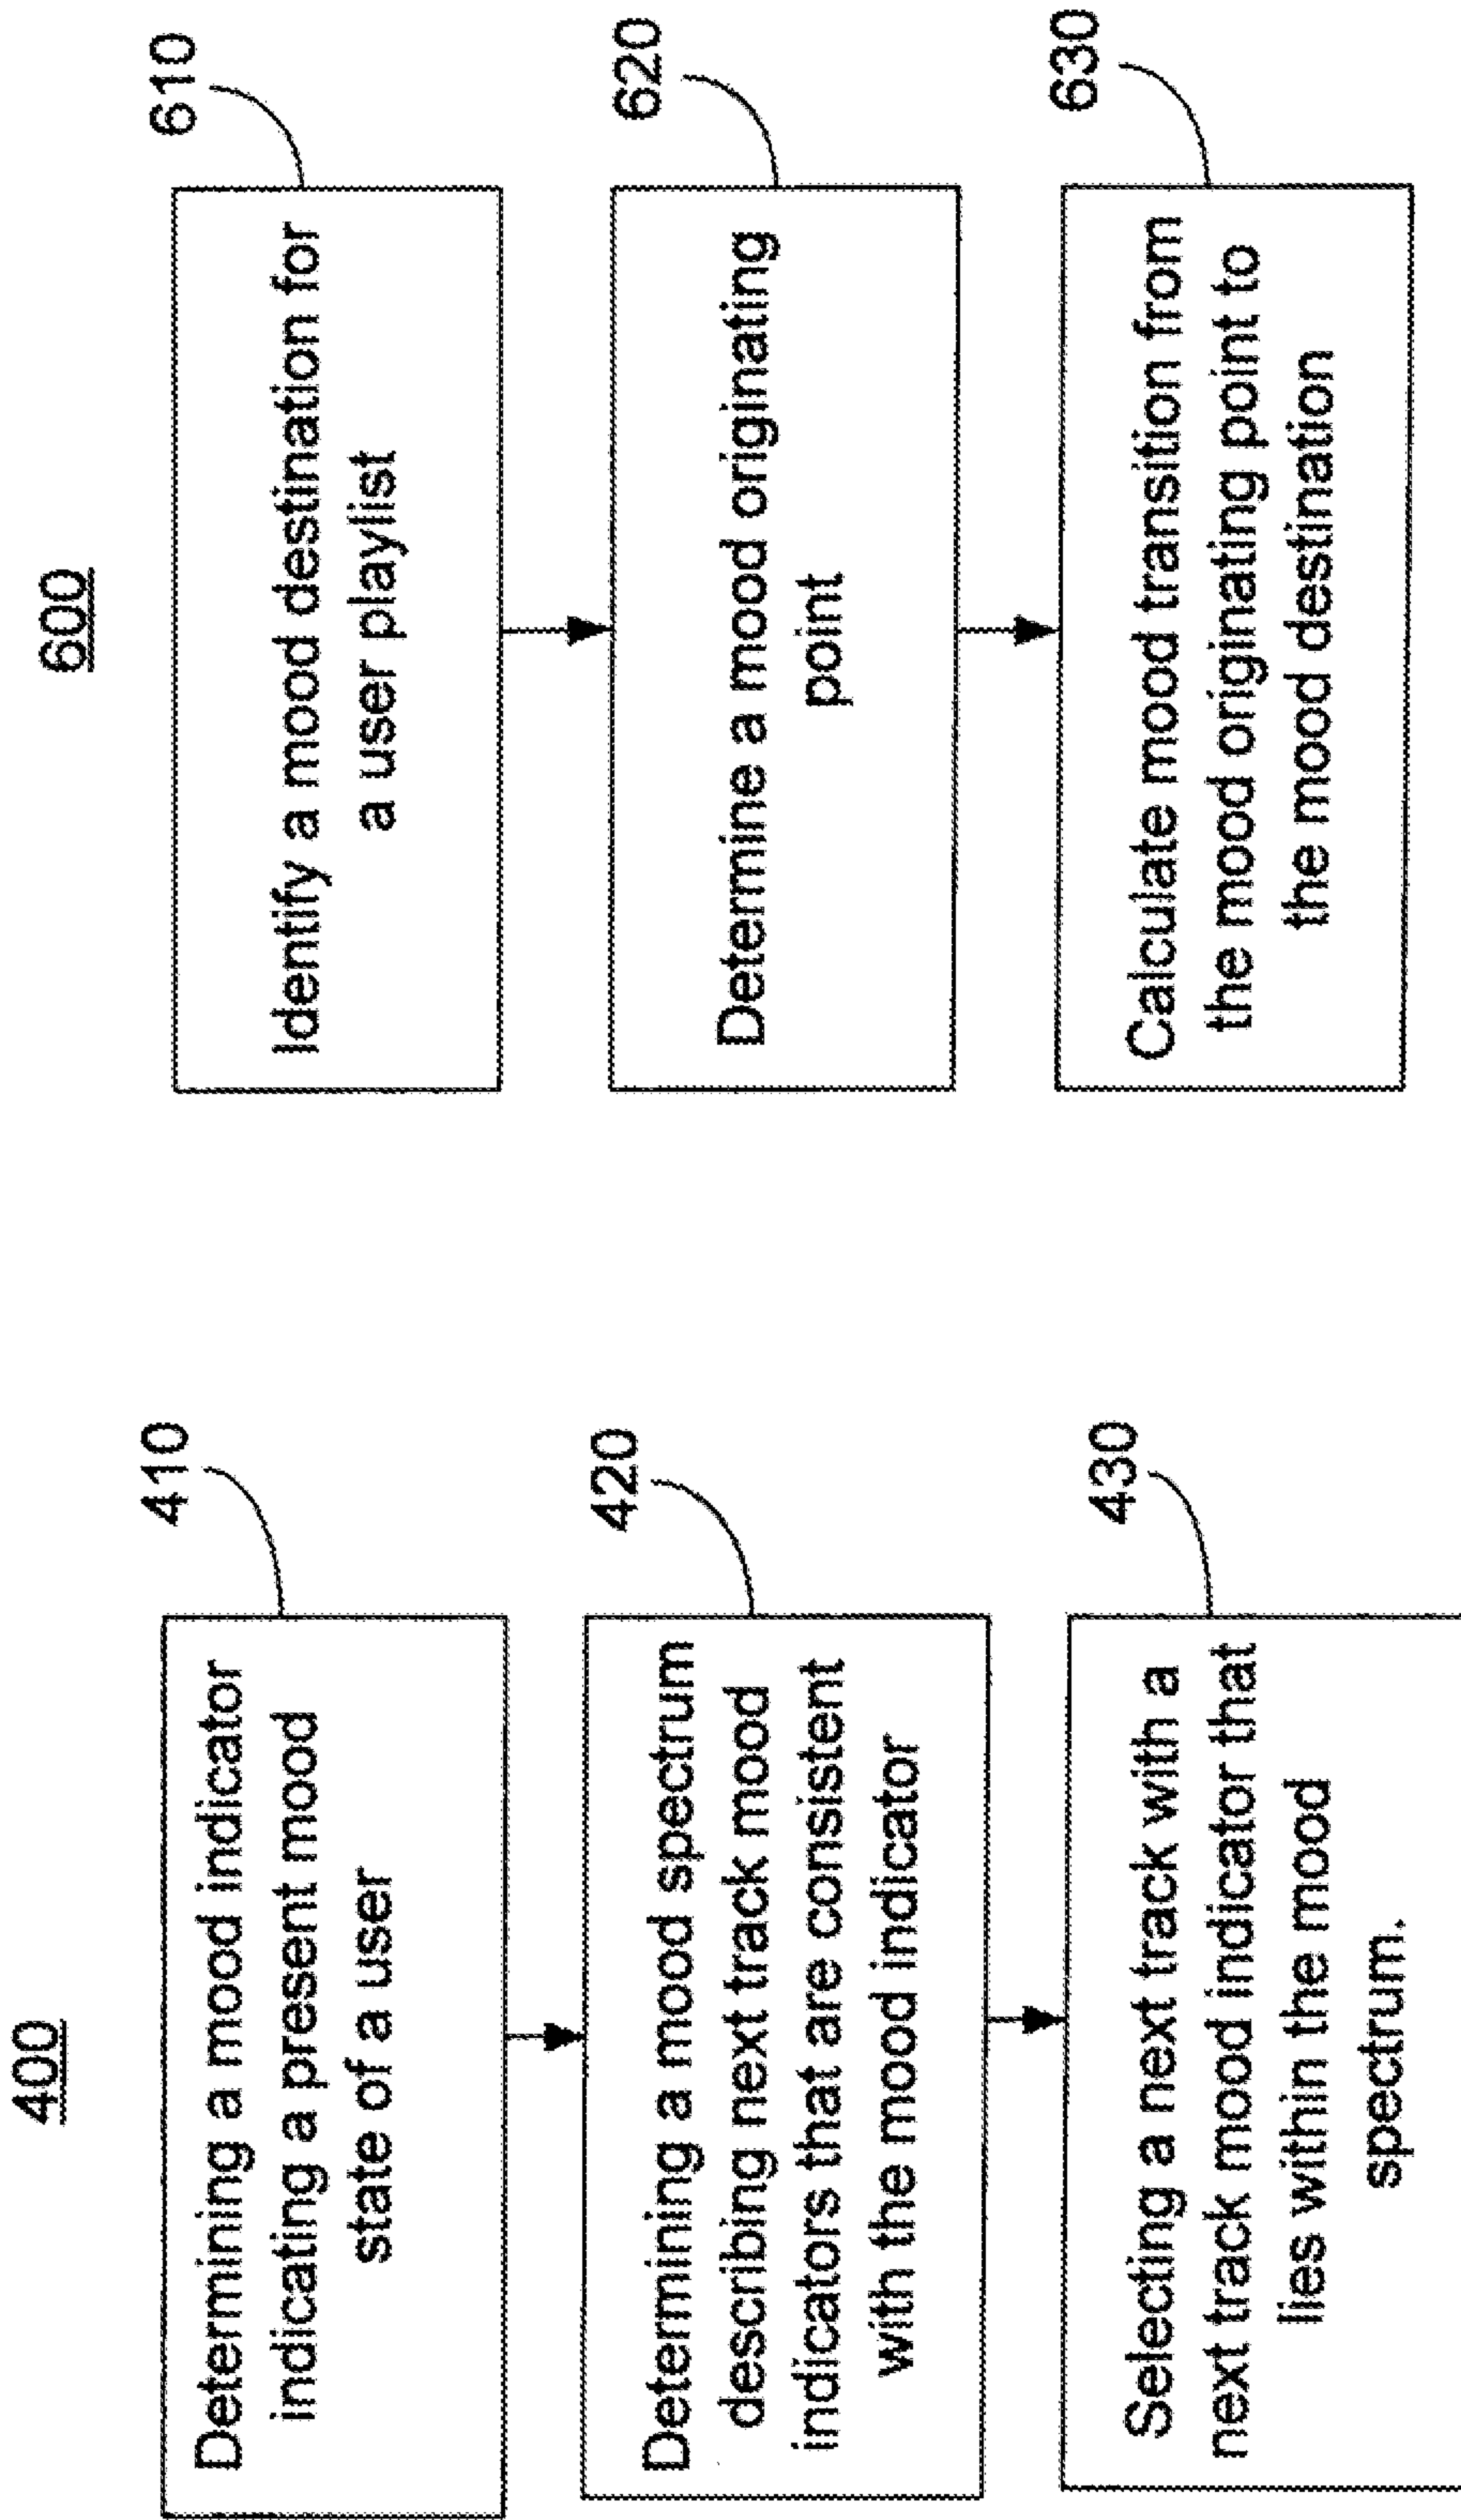 400
Determining a mood indicator
indicating a present mood
state of a user
410
Determining a mood spectrum
describing next track mood
indicators that are consistent
with the mood indicator
420
Selecting a next track with a
next track mood indicator that
lies within the mood
spectrum.
430
600
Identify a mood destination for
a user playlist
610
Determine a mood originating
point
620
Calculate mood transition from
the mood originating point to
the mood destination
630